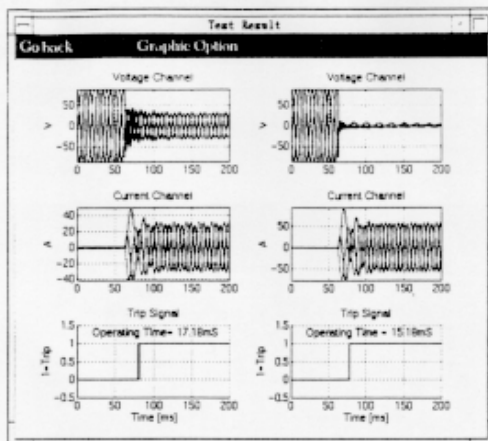 Test Result
Go back Graphic Option
Voltage Channel Voltage Channel
V 50 0 -50
0 50 100 150 200
V 50 0 -50
0 50 100 150 200
Current Channel Current Channel
A 40 20 0 -20 -40
0 50 100 150 200
A 50 0 -50
0 50 100 150 200
Trip Signal Trip Signal
1=Trip 1.5 1 0.5 0 -0.5
Operating Time= 17.18mS
0 50 100 150 200
Time [ms]
1=Trip 1.5 1 0.5 0 -0.5
Operating Time = 15.18mS
0 50 100 150 200
Time [ms]